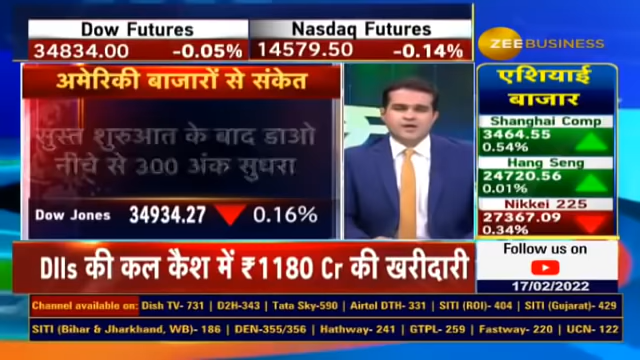 Dow Futures
34834.00 -0.05%
Nasdaq Futures
14579.50 -0.14%
ZEE BUSINESS
अमेरिकी बाजारों से संकेत
सुस्त शुरुआत के बाद डाओ
नीचे से 300 अंक सुधरा
Dow Jones 34934.27 0.16%
एशियाई
बाजार
Shanghai Comp
3464.55
0.54%
Hang Seng
24720.56
0.01%
Nikkei 225
27367.09
0.34%
DIIs की कल कैश में ₹1180 Cr की खरीदारी
Follow us on
17/02/2022
Channel available on: Dish TV- 731 | D2H-343 | Tata Sky-590 | Airtel DTH- 331 | SITI (ROI)- 404 | SITI (Gujarat)- 429
SITI (Bihar & Jharkhand, WB)- 186 | DEN-355/356 | Hathway- 241 | GTPL- 259 | Fastway- 220 | UCN- 122